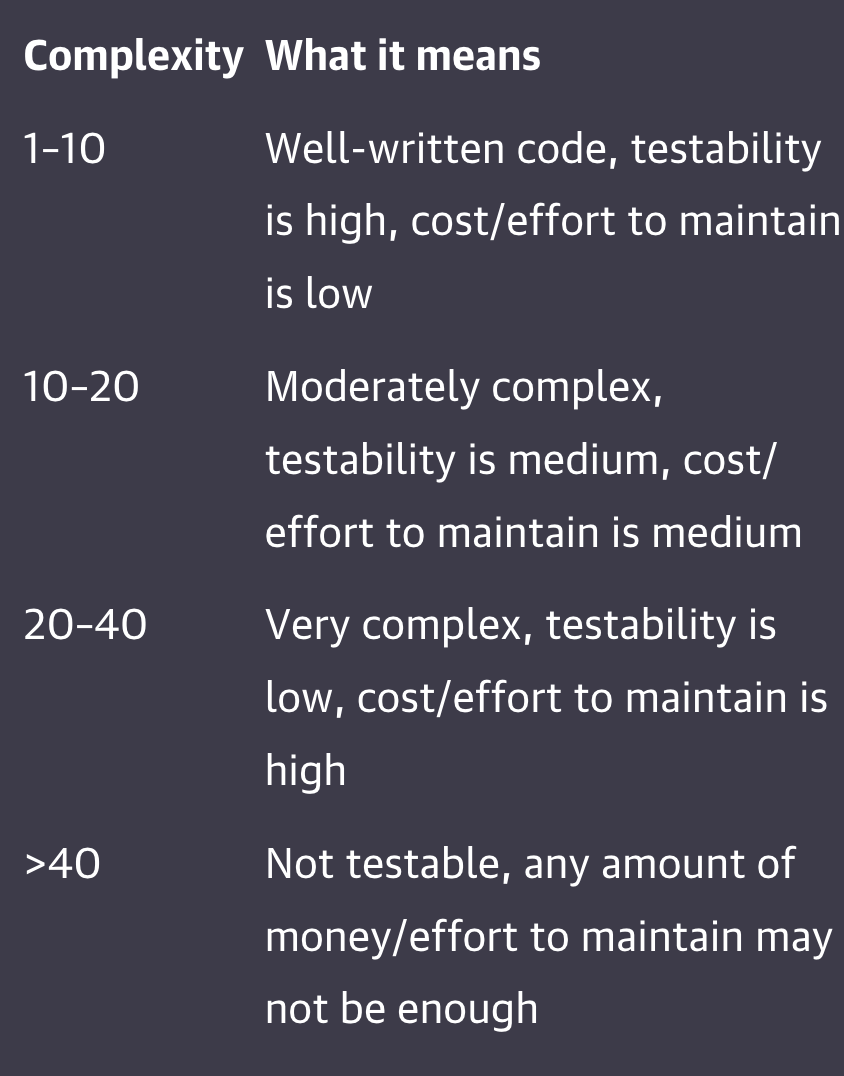 Complexity What it means
1-10 Well-written code, testability
is high, cost/effort to maintain
is low
10-20 Moderately complex,
testability is medium, cost/
effort to maintain is medium
20-40 Very complex, testability is
low, cost/effort to maintain is
high
>40 Not testable, any amount of
money/effort to maintain may
not be enough